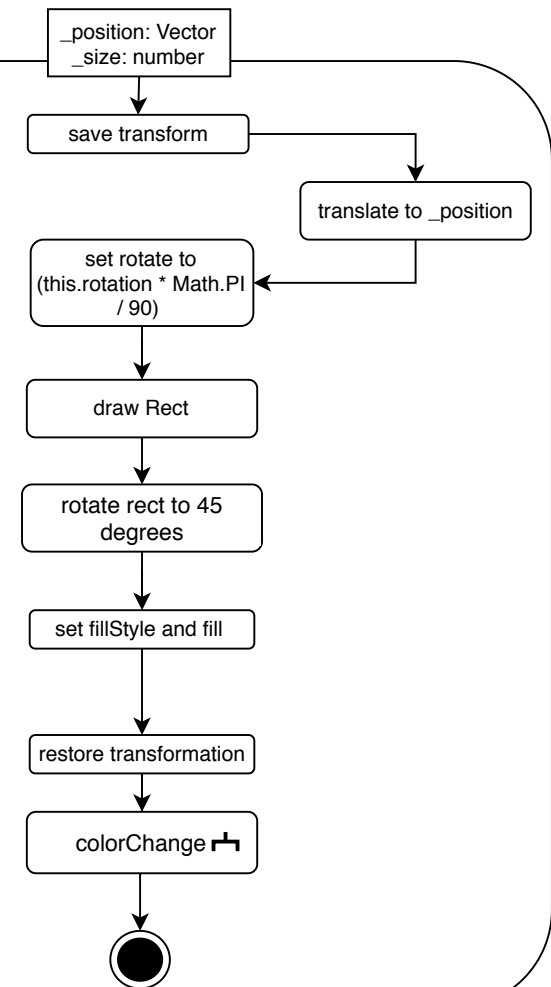 _position: Vector
_size: number
save transform
translate to _position
set rotate to
(this.rotation * Math.PI
/ 90)
draw Rect
rotate rect to 45
degrees
set fillStyle and fill
restore transformation
colorChange